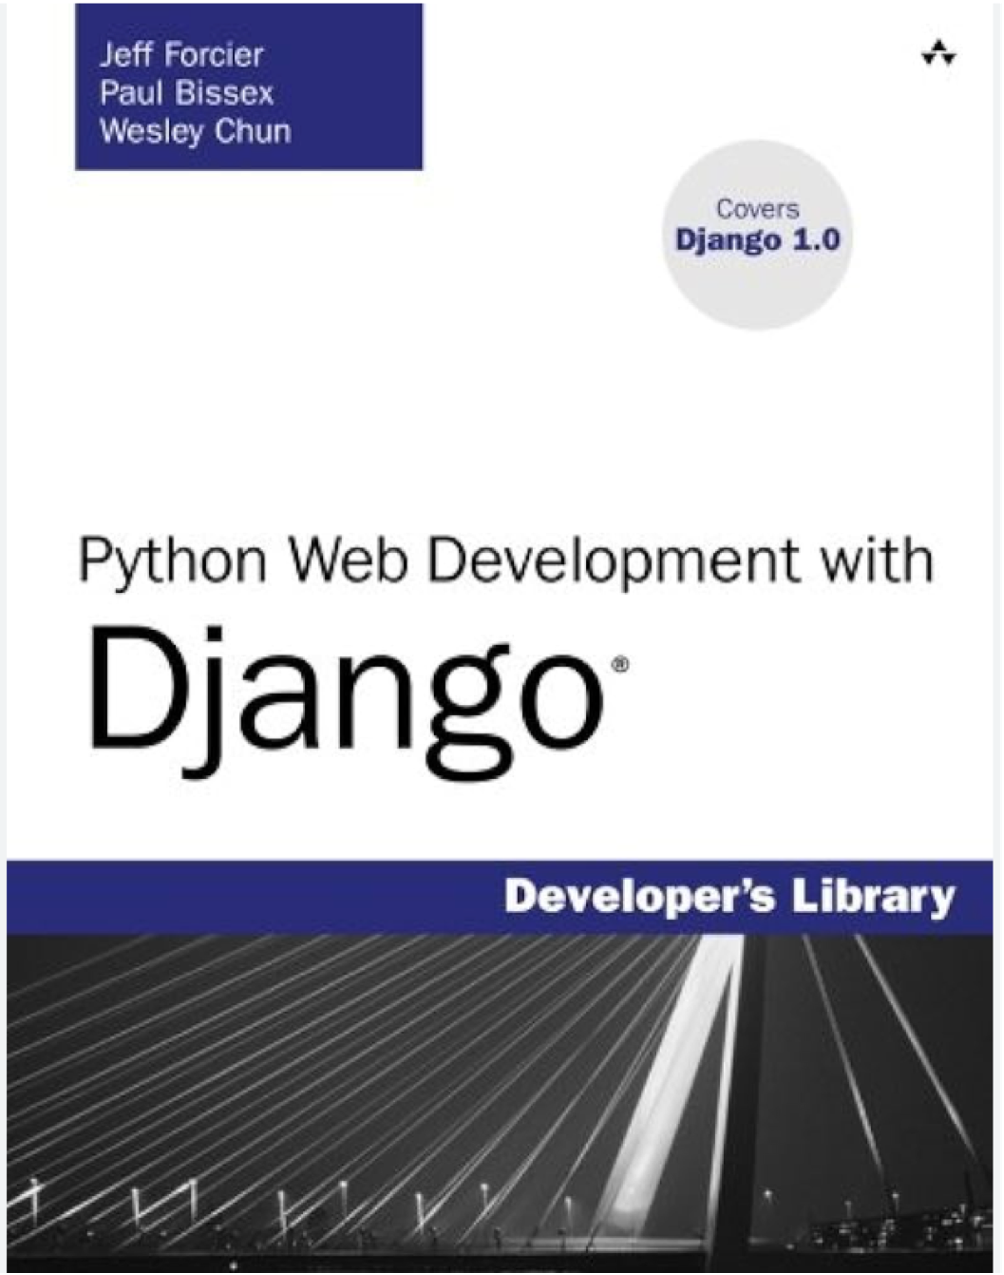 Jeff Forcier
Paul Bissex
Wesley Chun
Covers
Django 1.0
Python Web Development with
Django®
Developer's Library